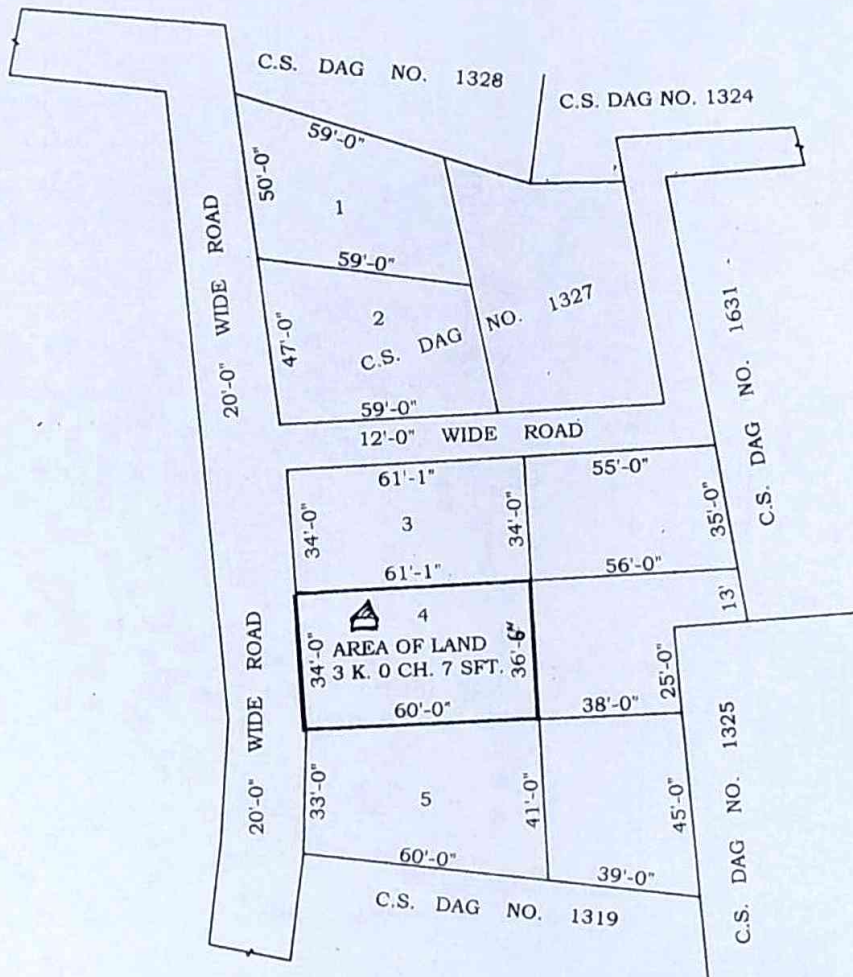 C.S. DAG NO. 1328
C.S. DAG NO. 1324
59'-0"
50'-0"
1
59'-0"
20'-0" WIDE ROAD
47'-0"
2
C.S. DAG NO. 1327
59'-0"
12'-0" WIDE ROAD
C.S. DAG NO. 1631
61'-1"
55'-0"
34'-0"
3
34'-0"
35'-0"
61'-1"
56'-0"
13'
4
34'-0"
AREA OF LAND
3 K. 0 CH. 7 SFT.
36'-6"
25'-0"
60'-0"
38'-0"
20'-0" WIDE ROAD
33'-0"
5
41'-0"
45'-0"
60'-0"
39'-0"
C.S. DAG NO. 1325
C.S. DAG NO. 1319